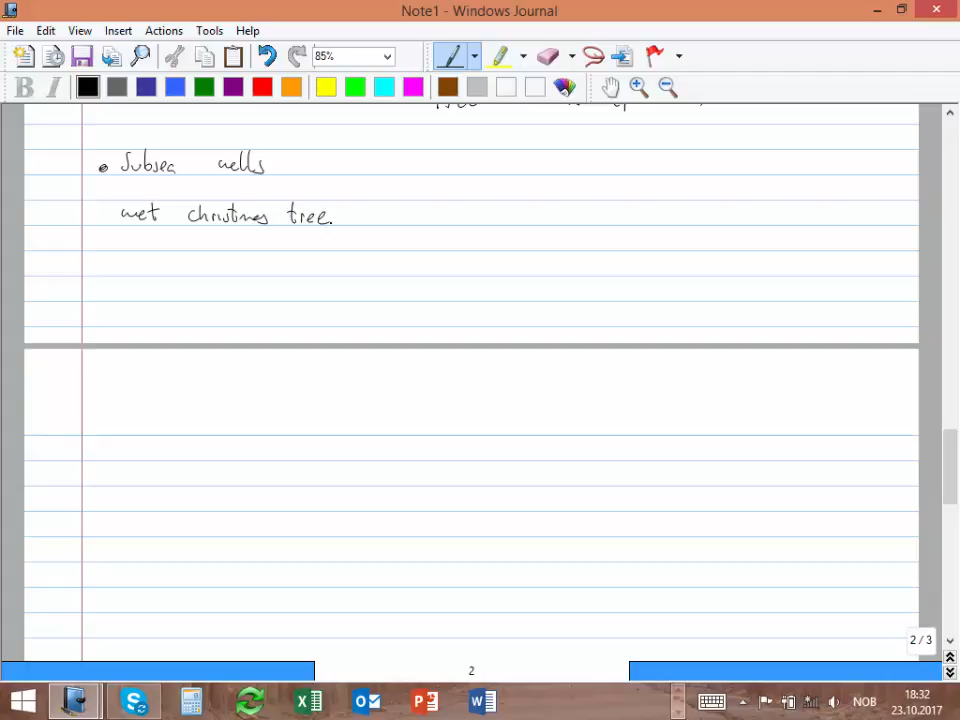 Note1 - Windows Journal
File Edit View Insert Actions Tools Help
85%
B I
• Subsea wells
wet christmas tree.
2 / 3
2
NOB
18:32
23.10.2017